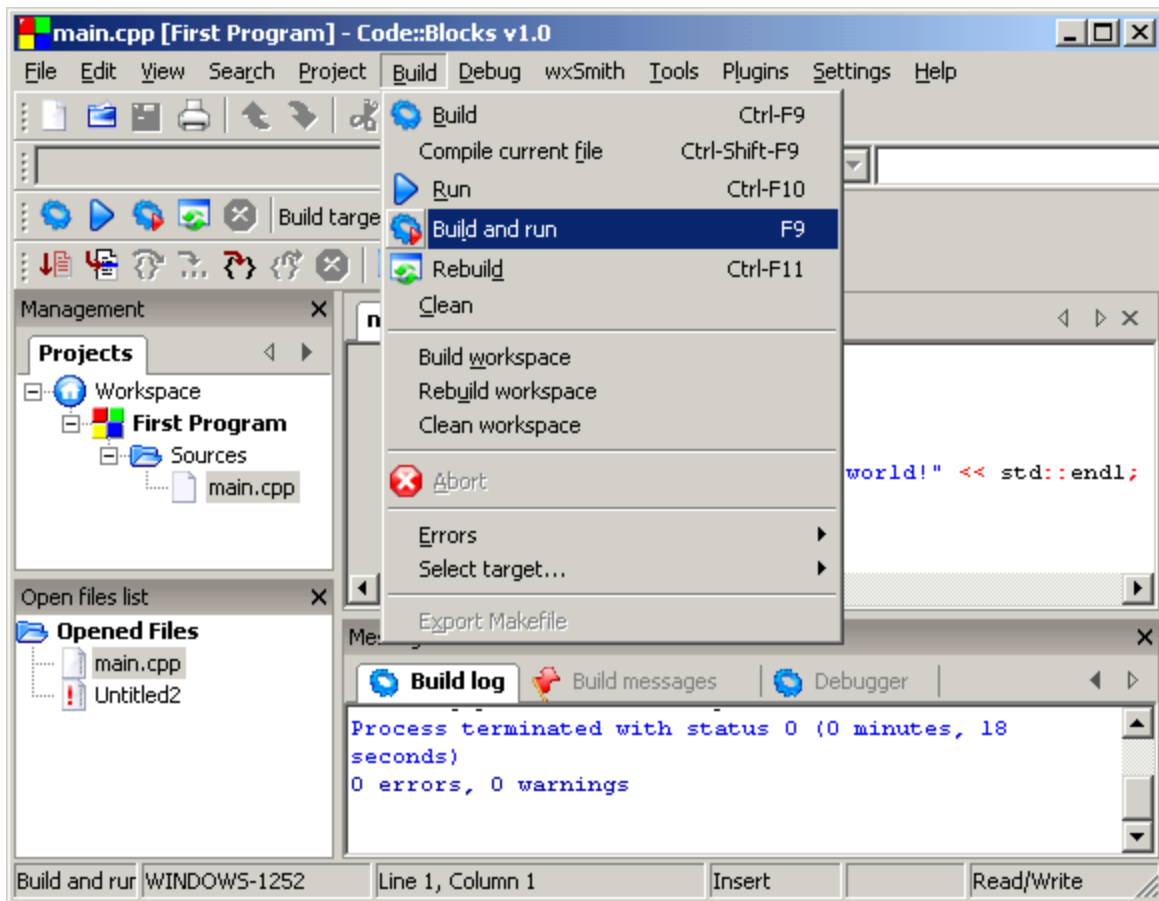 main.cpp [First Program] - Code::Blocks v1.0
File Edit View Search Project Build Debug wxSmith Tools Plugins Settings Help
Build Ctrl-F9
Compile current file Ctrl-Shift-F9
Run Ctrl-F10
Build and run F9
Rebuild Ctrl-F11
Clean
Build workspace
Rebuild workspace
Clean workspace
Abort
Errors
Select target...
Export Makefile
Build targe
Management
Projects
Workspace
First Program
Sources
main.cpp
world!" << std::endl;
Open files list
Opened Files
main.cpp
Untitled2
Build log Build messages Debugger
Process terminated with status 0 (0 minutes, 18
seconds)
0 errors, 0 warnings
Build and rur WINDOWS-1252 Line 1, Column 1 Insert Read/Write